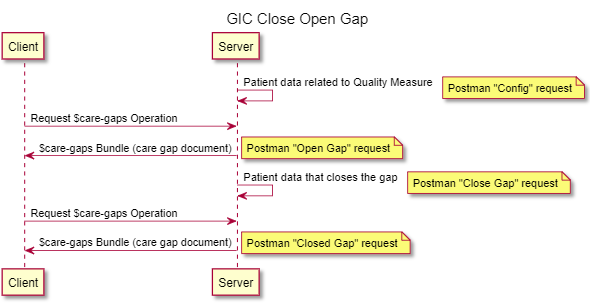 GIC Close Open Gap
Client
Server
Patient data related to Quality Measure
Postman "Config" request
Request $care-gaps Operation
$care-gaps Bundle (care gap document)
Postman "Open Gap" request
Patient data that closes the gap
Postman "Close Gap" request
Request $care-gaps Operation
$care-gaps Bundle (care gap document)
Postman "Closed Gap" request
Client
Server